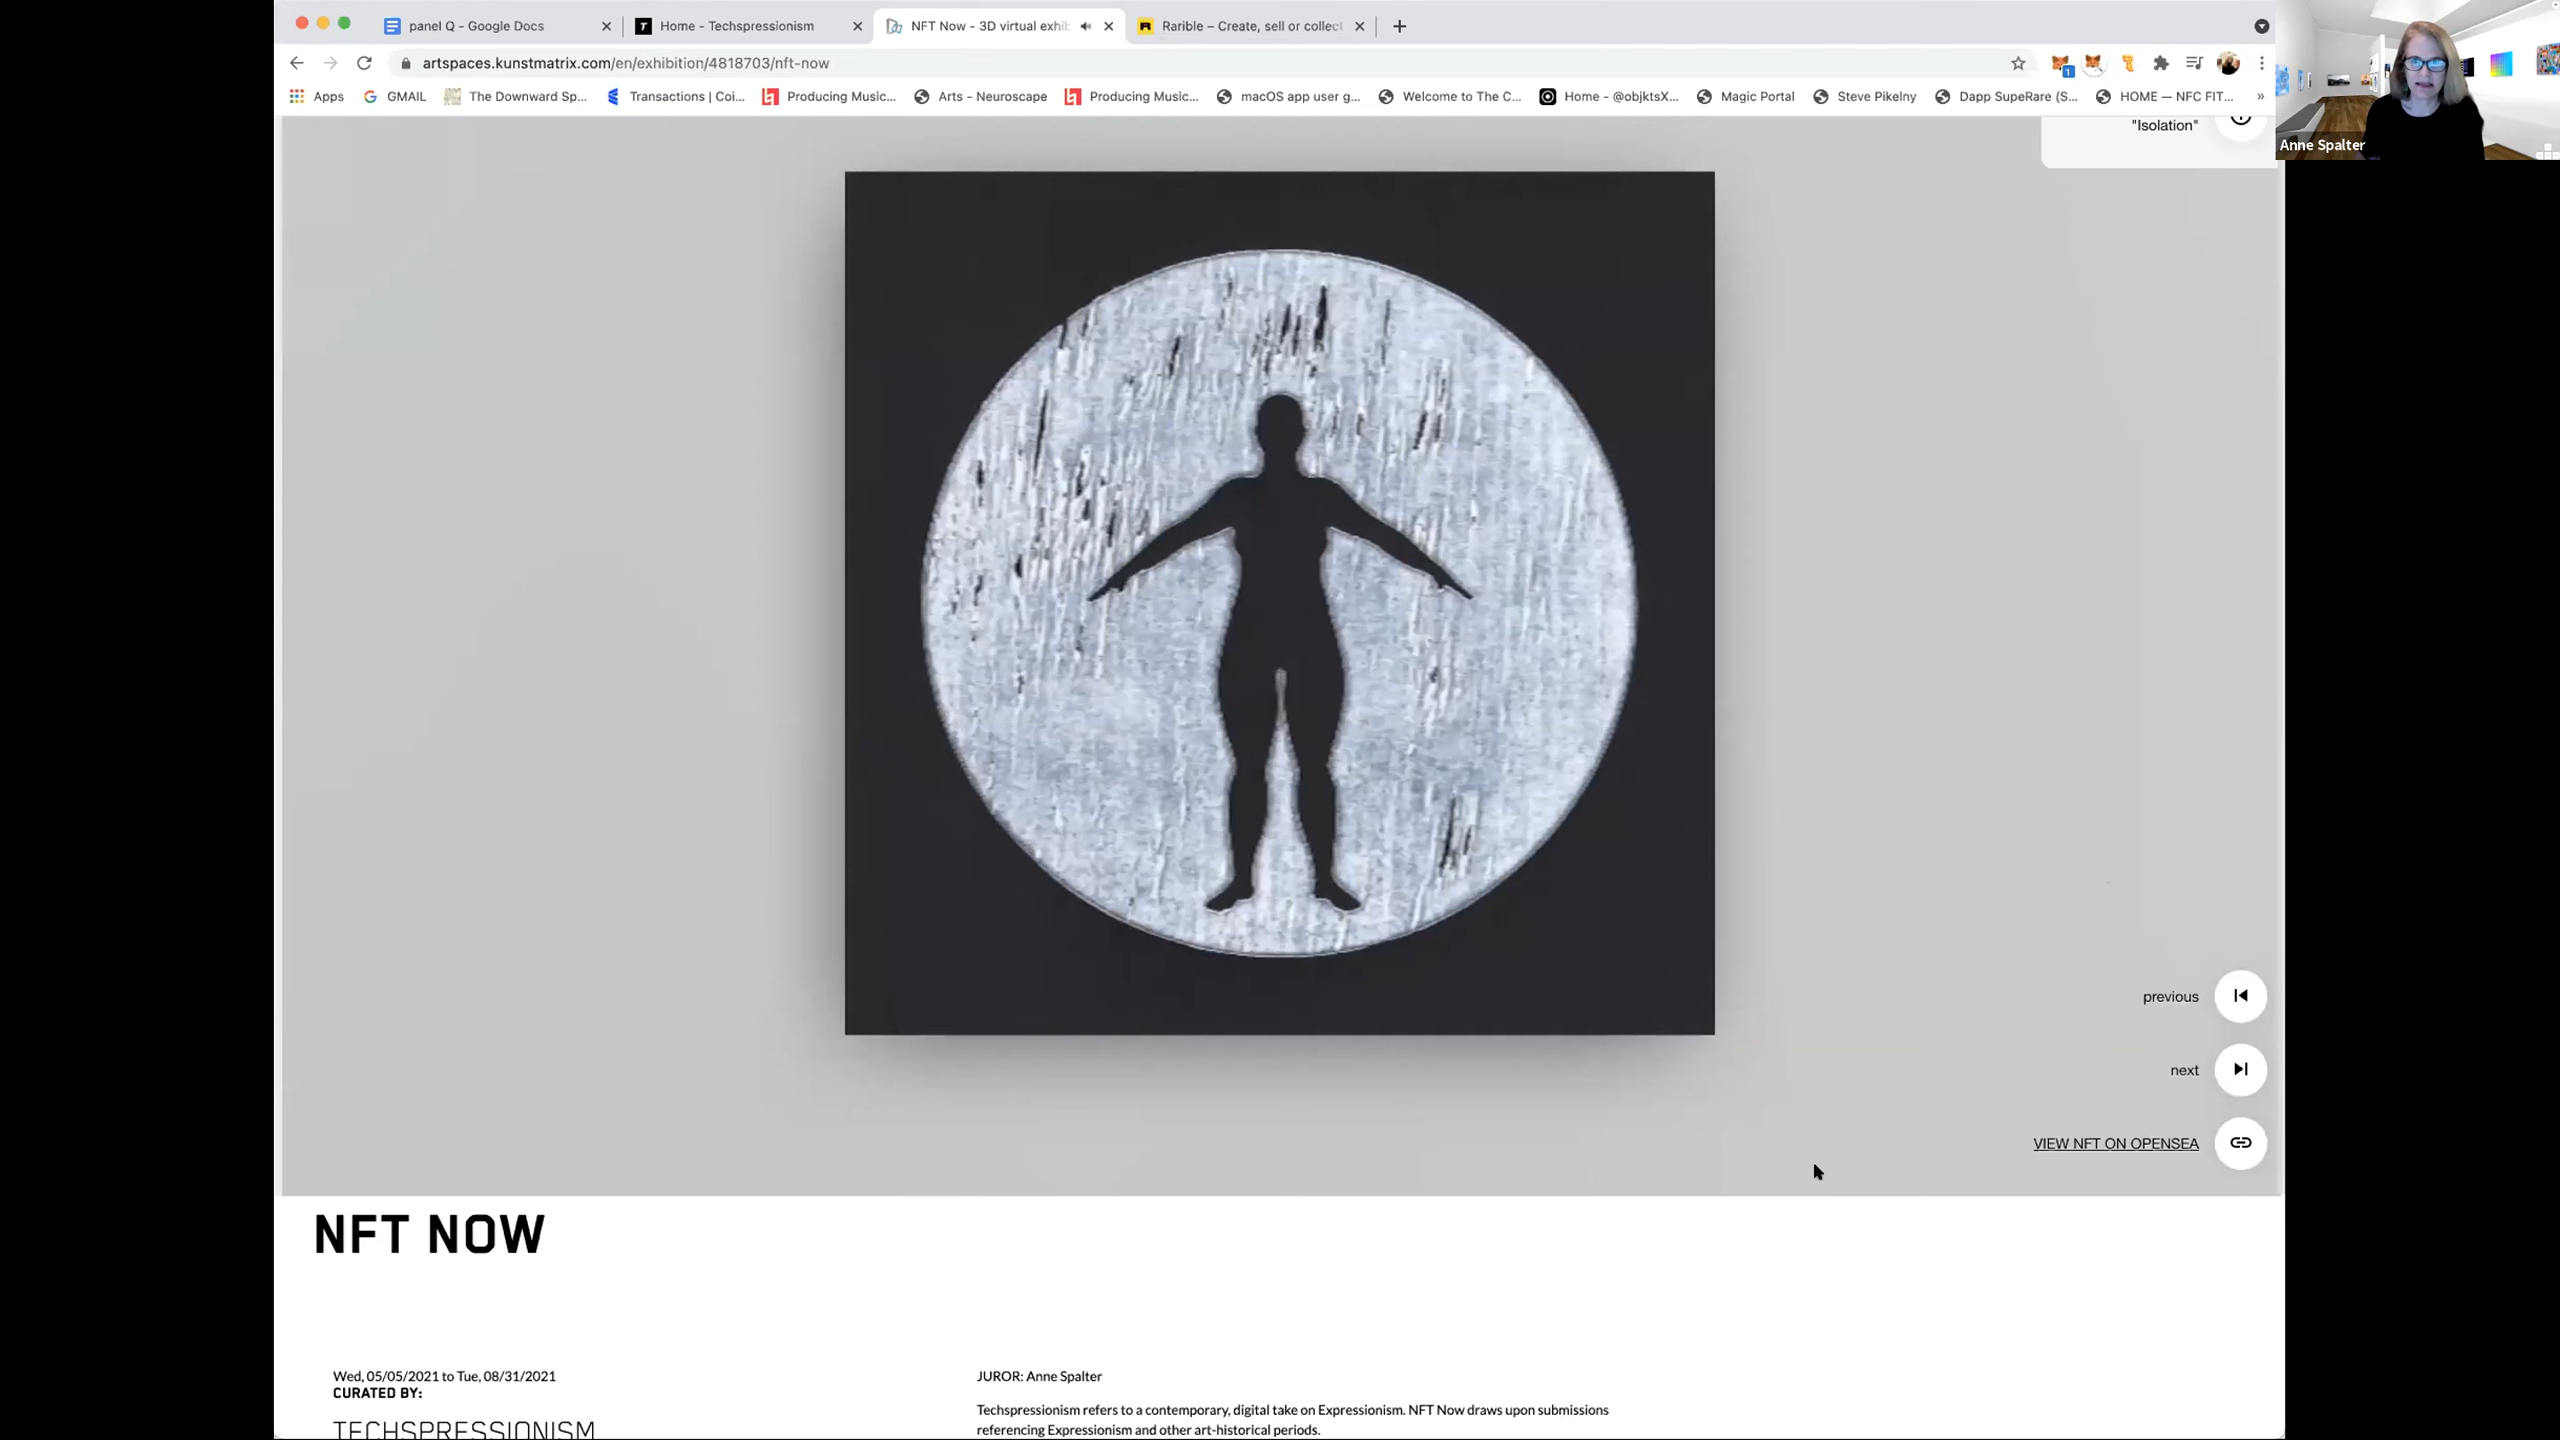 panel Q - Google Docs
Home - Techspressionism
NFT Now - 3D virtual exhib
Rarible – Create, sell or collect
artspaces.kunstmatrix.com/en/exhibition/4818703/nft-now
1
Apps
GMAIL
The Downward Sp...
Transactions | Coi...
Producing Music...
Arts - Neuroscape
Producing Music...
macOS app user g...
Welcome to The C...
Home - @objktsX...
Magic Portal
Steve Pikelny
Dapp SupeRare (S...
HOME — NFC FIT...
»
"Isolation"
Anne Spalter
previous
next
VIEW NFT ON OPENSEA
NFT NOW
Wed, 05/05/2021 to Tue, 08/31/2021
CURATED BY:
TECHSPRESSIONISM
JUROR: Anne Spalter
Techspressionism refers to a contemporary, digital take on Expressionism. NFT Now draws upon submissions
referencing Expressionism and other art-historical periods.